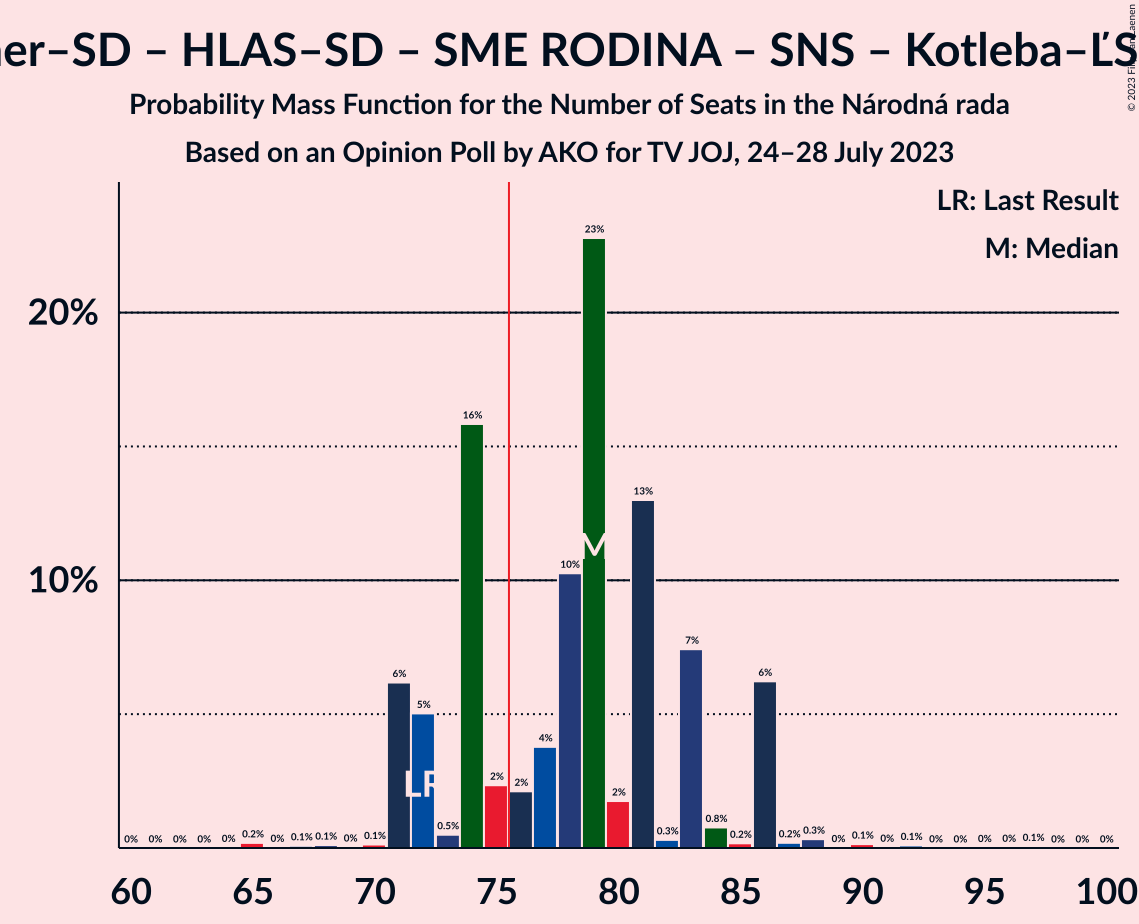 er–SD – HLAS–SD – SME RODINA – SNS – Kotleba–ĽS
Probability Mass Function for the Number of Seats in the Národná rada
Based on an Opinion Poll by AKO for TV JOJ, 24–28 July 2023
© 2023 Filip van Laenen
LR: Last Result
M: Median
20%
10%
0% 0% 0% 0% 0% 0.2% 0% 0.1% 0.1% 0% 0.1% 6% 5% 0.5% 16% 2% 2% 4% 10% 23% 2% 13% 0.3% 7% 0.8% 0.2% 6% 0.2% 0.3% 0% 0.1% 0% 0.1% 0% 0% 0% 0% 0.1% 0% 0% 0%
LR
M
60 65 70 75 80 85 90 95 100